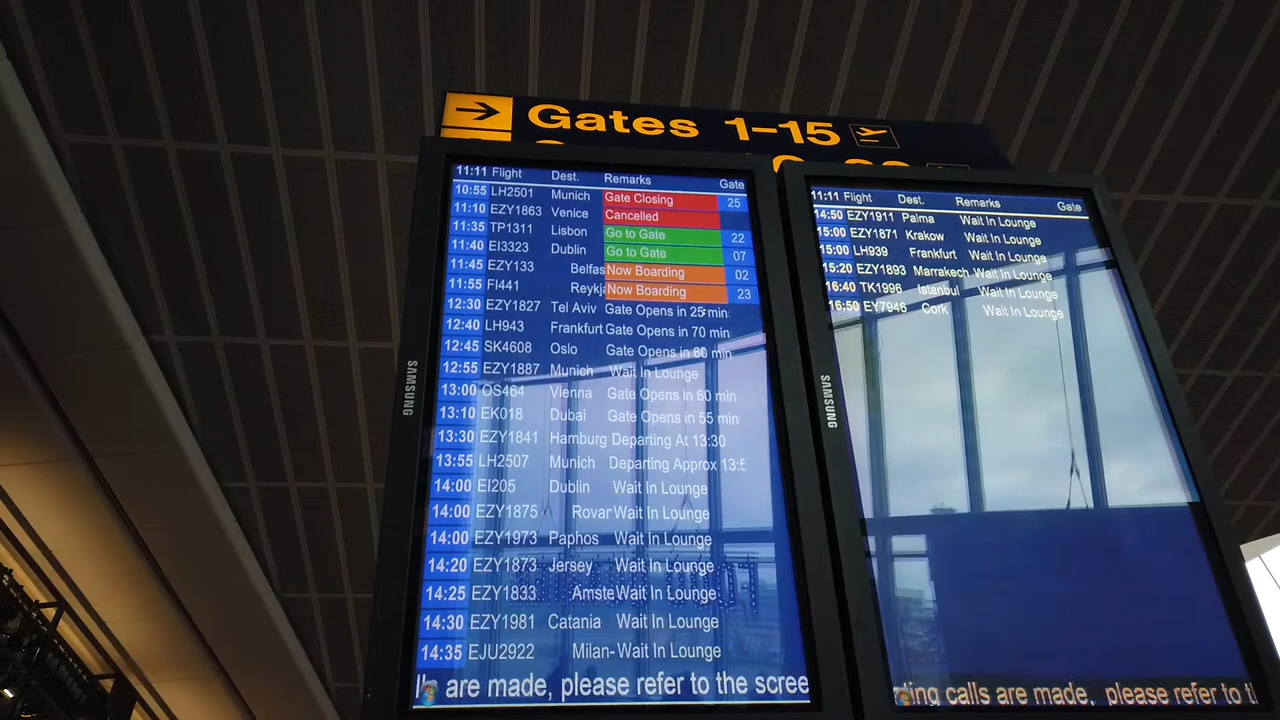 Gates 1-15
11:11 Flight Dest. Remarks Gate
10:55 LH2501 Munich Gate Closing 25
11:10 EZY1863 Venice Cancelled
11:35 TP1311 Lisbon Go to Gate 22
11:40 EI3323 Dublin Go to Gate 07
11:45 EZY133 Belfas Now Boarding 02
11:55 FI441 Reykja Now Boarding 23
12:30 EZY1827 Tel Aviv Gate Opens in 25 min
12:40 LH943 Frankfurt Gate Opens in 70 min
12:45 SK4608 Oslo Gate Opens in 60 min
12:55 EZY1887 Munich Wait In Lounge
13:00 OS464 Vienna Gate Opens in 60 min
13:10 EK018 Dubai Gate Opens in 55 min
13:30 EZY1841 Hamburg Departing At 13:30
13:55 LH2507 Munich Departing Approx 13:5
14:00 EI205 Dublin Wait In Lounge
14:00 EZY1875 Rovar Wait In Lounge
14:00 EZY1973 Paphos Wait In Lounge
14:20 EZY1873 Jersey Wait In Lounge
14:25 EZY1833 Amste Wait In Lounge
14:30 EZY1981 Catania Wait In Lounge
14:35 EJU2922 Milan- Wait In Lounge
are made, please refer to the scree
SAMSUNG
11:11 Flight Dest. Remarks Gate
14:50 EZY1911 Palma Wait In Lounge
15:00 EZY1871 Krakow Wait In Lounge
15:00 LH939 Frankfurt Wait In Lounge
15:20 EZY1893 Marrakech Wait In Lounge
16:40 TK1996 Istanbul Wait In Lounge
16:50 EY7946 Cork Wait In Lounge
ding calls are made, please refer to t
SAMSUNG